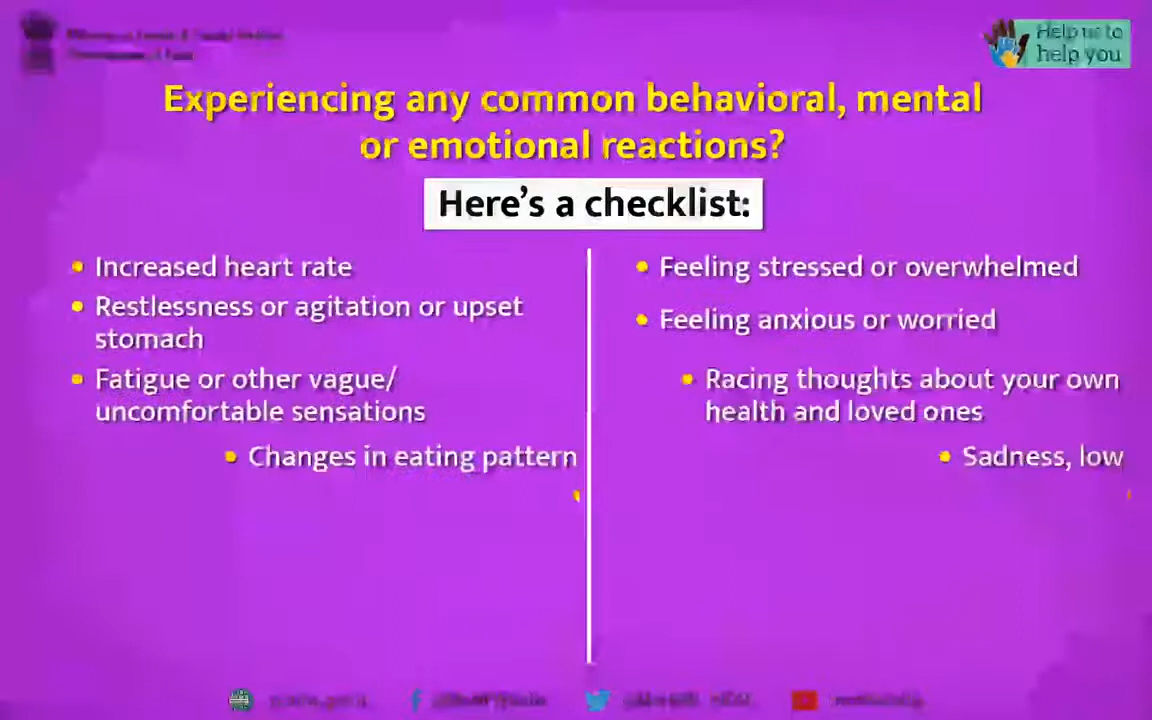 Help us to
help you
Experiencing any common behavioral, mental
or emotional reactions?
Here's a checklist:
Increased heart rate
Restlessness or agitation or upset
stomach
Fatigue or other vague/
uncomfortable sensations
Changes in eating pattern
Feeling stressed or overwhelmed
Feeling anxious or worried
Racing thoughts about your own
health and loved ones
Sadness, low